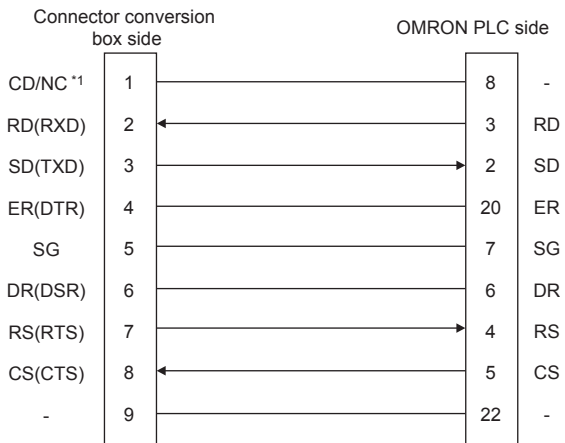 Connector conversion
box side
OMRON PLC side
CD/NC *1 1 8 -
RD(RXD) 2 3 RD
SD(TXD) 3 2 SD
ER(DTR) 4 20 ER
SG 5 7 SG
DR(DSR) 6 6 DR
RS(RTS) 7 4 RS
CS(CTS) 8 5 CS
- 9 22 -